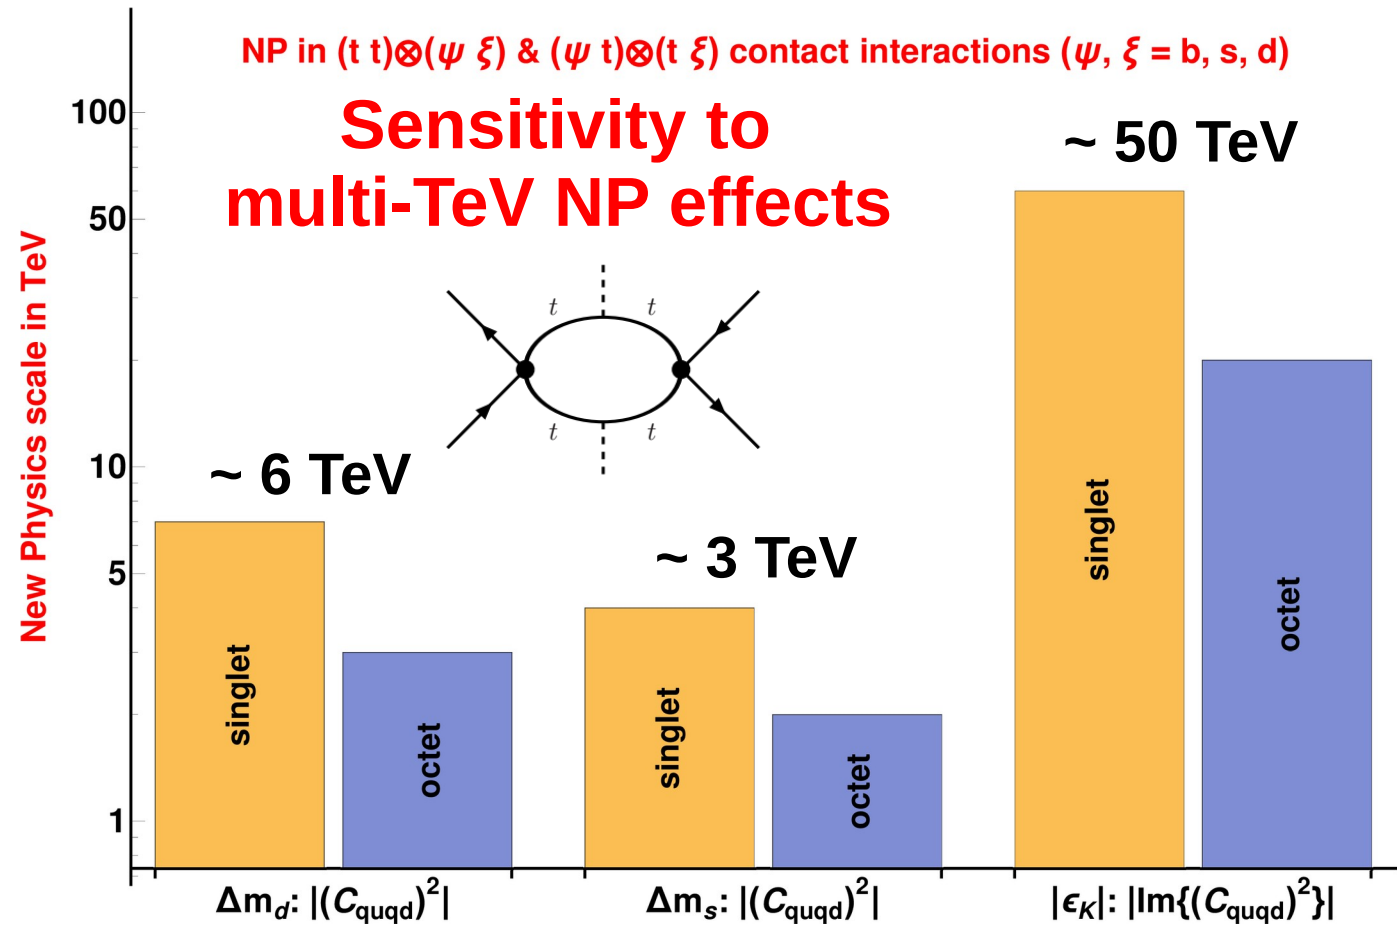 NP in (t t)⊗(ψ ξ) & (ψ t)⊗(t ξ) contact interactions (ψ, ξ = b, s, d)
Sensitivity to
multi-TeV NP effects
~ 50 TeV
~ 6 TeV
~ 3 TeV
New Physics scale in TeV
100
50
10
5
1
t t
t t
singlet
octet
singlet
octet
singlet
octet
Δm_d: |(C_quqd)^2|
Δm_s: |(C_quqd)^2|
|ϵ_K|: |Im{(C_quqd)^2}|